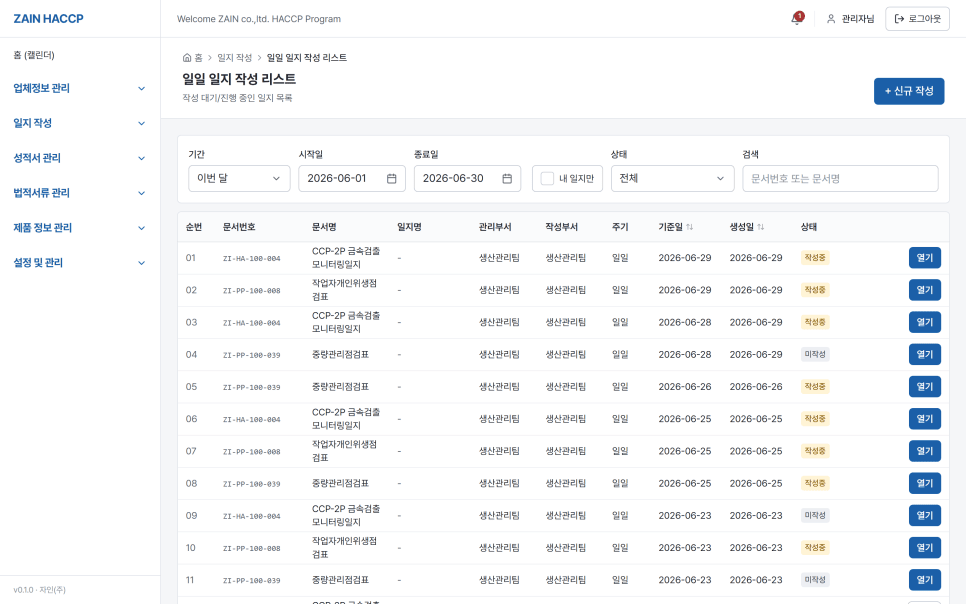 ZAIN HACCP
Welcome ZAIN co.,ltd. HACCP Program
1
관리자님
로그아웃
홈 (캘린더)
업체정보 관리
일지 작성
성적서 관리
법적서류 관리
제품 정보 관리
설정 및 관리
v0.1.0 · 자인(주)
홈 > 일지 작성 > 일일 일지 작성 리스트
일일 일지 작성 리스트
작성 대기/진행 중인 일지 목록
+ 신규 작성
기간 시작일 종료일 상태 검색
이번 달 2026-06-01 2026-06-30 내 일지만 전체 문서번호 또는 문서명
순번 문서번호 문서명 일지명 관리부서 작성부서 주기 기준일 ↑↓ 생성일 ↑↓ 상태
01 ZI-HA-100-004 CCP-2P 금속검출 모니터링일지 - 생산관리팀 생산관리팀 일일 2026-06-29 2026-06-29 작성중 열기
02 ZI-PP-100-008 작업자개인위생점검표 - 생산관리팀 생산관리팀 일일 2026-06-29 2026-06-29 작성중 열기
03 ZI-HA-100-004 CCP-2P 금속검출 모니터링일지 - 생산관리팀 생산관리팀 일일 2026-06-28 2026-06-29 작성중 열기
04 ZI-PP-100-039 중량관리점검표 - 생산관리팀 생산관리팀 일일 2026-06-28 2026-06-29 미작성 열기
05 ZI-PP-100-039 중량관리점검표 - 생산관리팀 생산관리팀 일일 2026-06-26 2026-06-26 작성중 열기
06 ZI-HA-100-004 CCP-2P 금속검출 모니터링일지 - 생산관리팀 생산관리팀 일일 2026-06-25 2026-06-25 작성중 열기
07 ZI-PP-100-008 작업자개인위생점검표 - 생산관리팀 생산관리팀 일일 2026-06-25 2026-06-25 작성중 열기
08 ZI-PP-100-039 중량관리점검표 - 생산관리팀 생산관리팀 일일 2026-06-25 2026-06-25 작성중 열기
09 ZI-HA-100-004 CCP-2P 금속검출 모니터링일지 - 생산관리팀 생산관리팀 일일 2026-06-23 2026-06-23 미작성 열기
10 ZI-PP-100-008 작업자개인위생점검표 - 생산관리팀 생산관리팀 일일 2026-06-23 2026-06-23 작성중 열기
11 ZI-PP-100-039 중량관리점검표 - 생산관리팀 생산관리팀 일일 2026-06-23 2026-06-23 미작성 열기